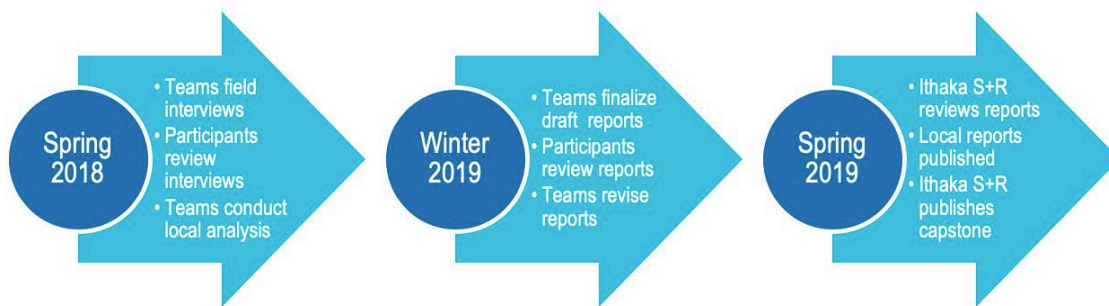 Spring
2018
• Teams field
interviews
• Participants
review
interviews
• Teams conduct
local analysis
Winter
2019
• Teams finalize
draft reports
• Participants
review reports
• Teams revise
reports
Spring
2019
• Ithaka S+R
reviews reports
• Local reports
published
• Ithaka S+R
publishes
capstone